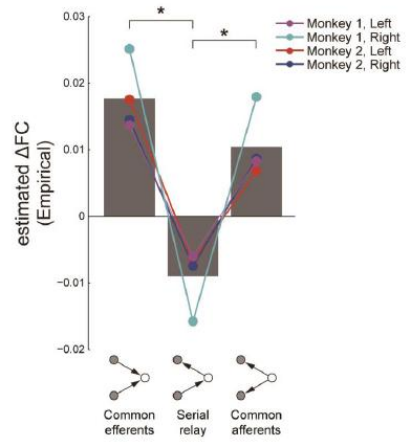 0.03
0.02
0.01
0
−0.01
−0.02
estimated ΔFC
(Empirical)
*
*
Monkey 1, Left
Monkey 1, Right
Monkey 2, Left
Monkey 2, Right
Common
efferents
Serial
relay
Common
afferents